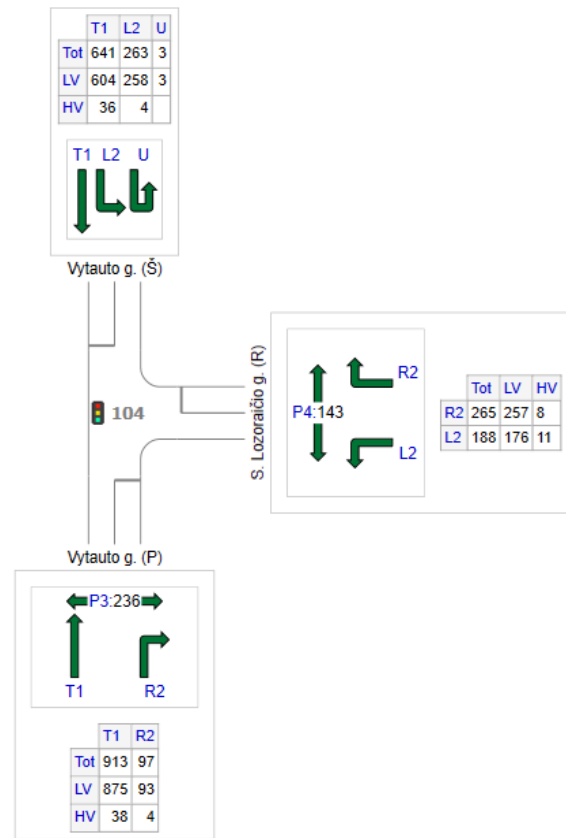 T1 L2 U
Tot 641 263 3
LV 604 258 3
HV 36 4
T1 L2 U
Vytauto g. (Š)
104
S. Lozoraičio g. (R)
R2
P4:143
L2
Tot LV HV
R2 265 257 8
L2 188 176 11
Vytauto g. (P)
P3:236
T1 R2
T1 R2
Tot 913 97
LV 875 93
HV 38 4